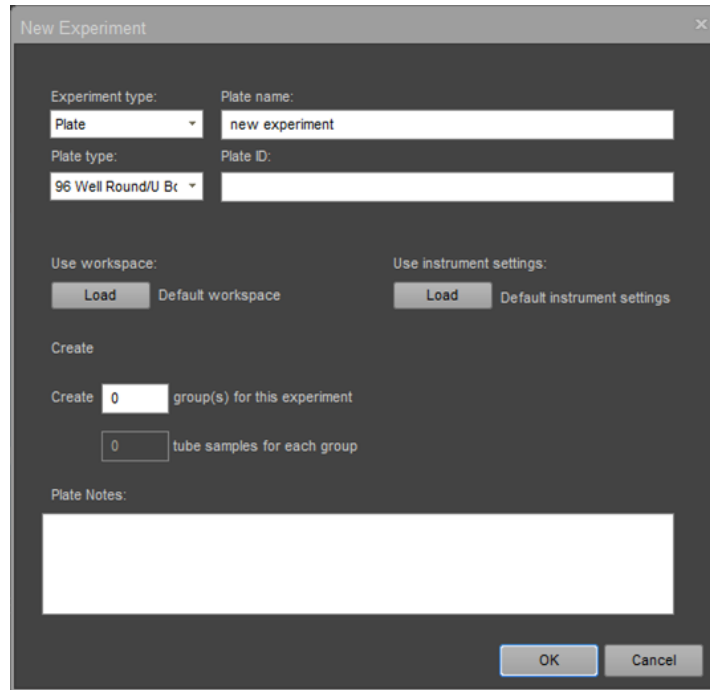 New Experiment
Experiment type: Plate name:
Plate new experiment
Plate type: Plate ID:
96 Well Round/U Bc
Use workspace: Use instrument settings:
Load Default workspace Load Default instrument settings
Create
Create 0 group(s) for this experiment
0 tube samples for each group
Plate Notes:
OK Cancel